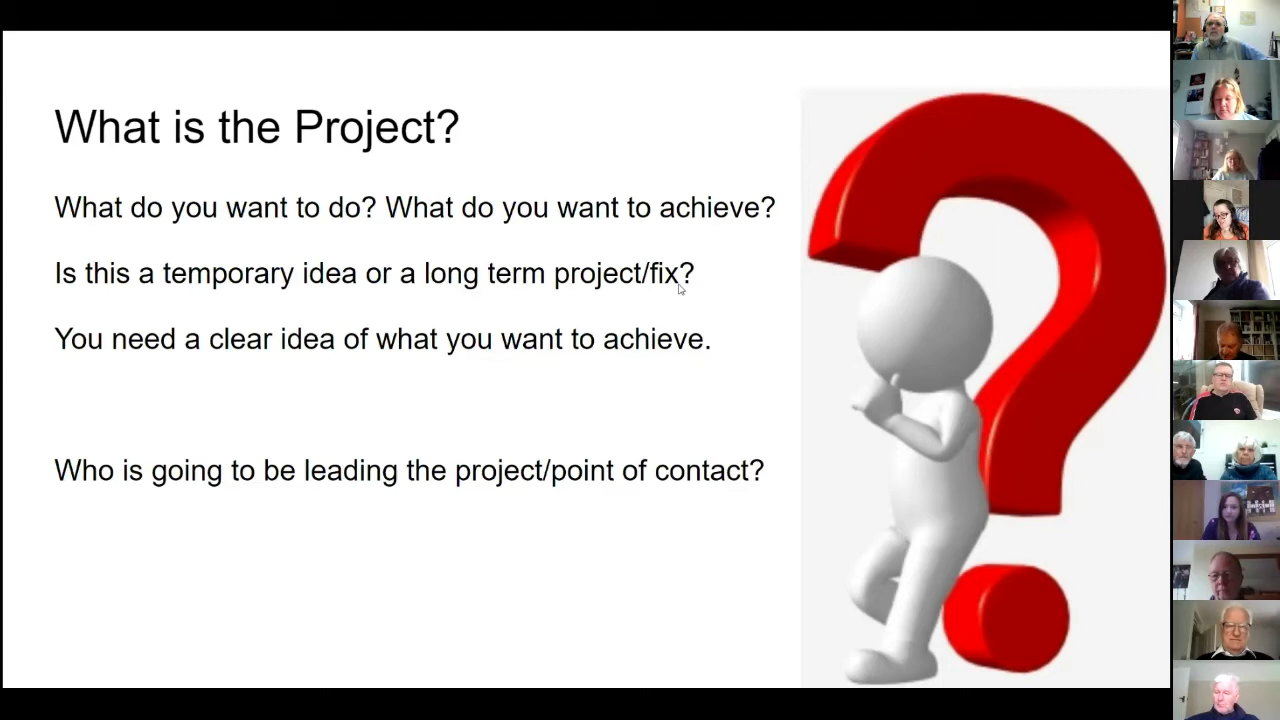 What is the Project?
What do you want to do? What do you want to achieve?
Is this a temporary idea or a long term project/fix?
You need a clear idea of what you want to achieve.
Who is going to be leading the project/point of contact?